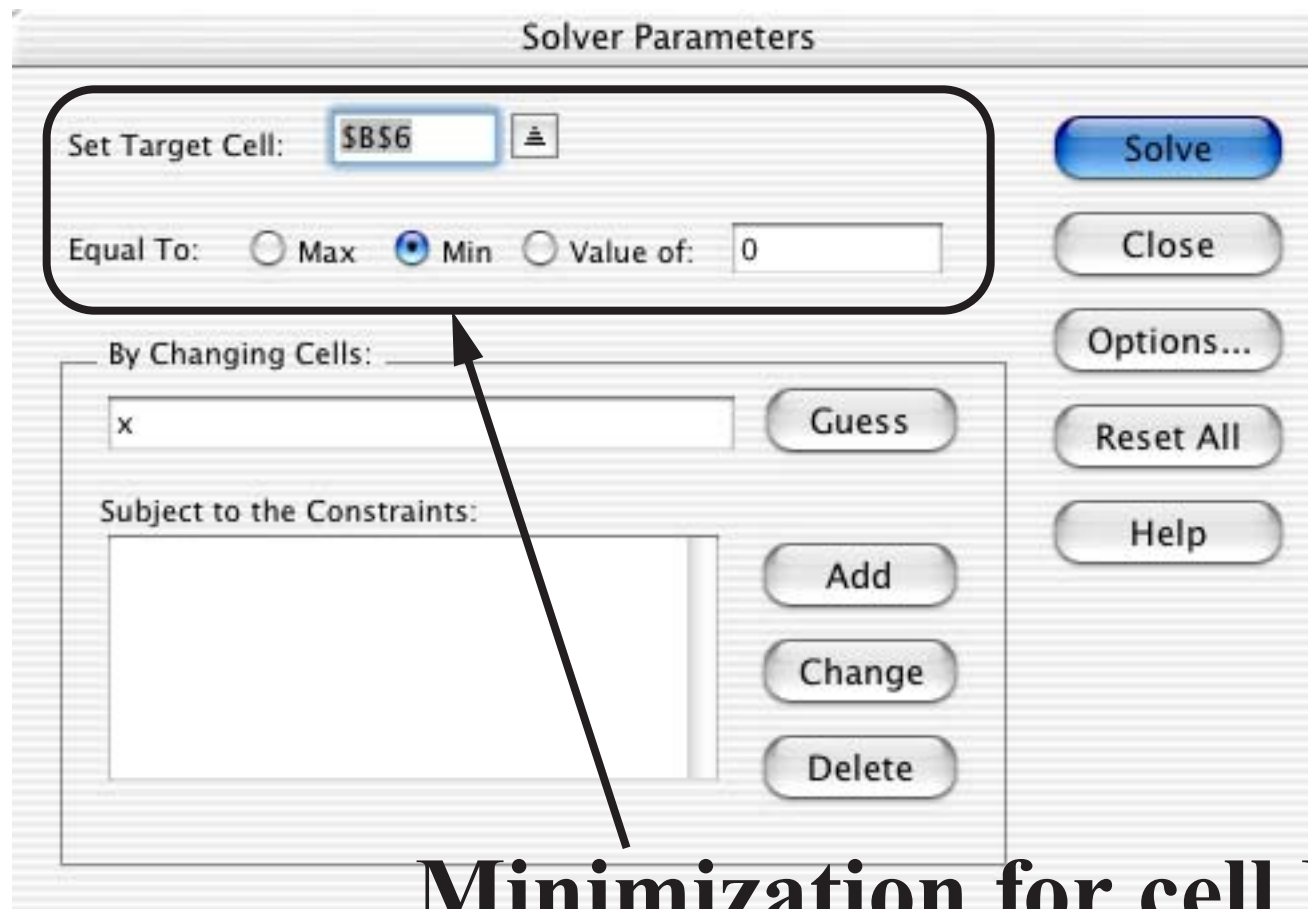 Solver Parameters
Set Target Cell: $B$6
Equal To: Max Min Value of: 0
By Changing Cells:
x
Guess
Subject to the Constraints:
Add
Change
Delete
Solve
Close
Options...
Reset All
Help
Minimization for cell